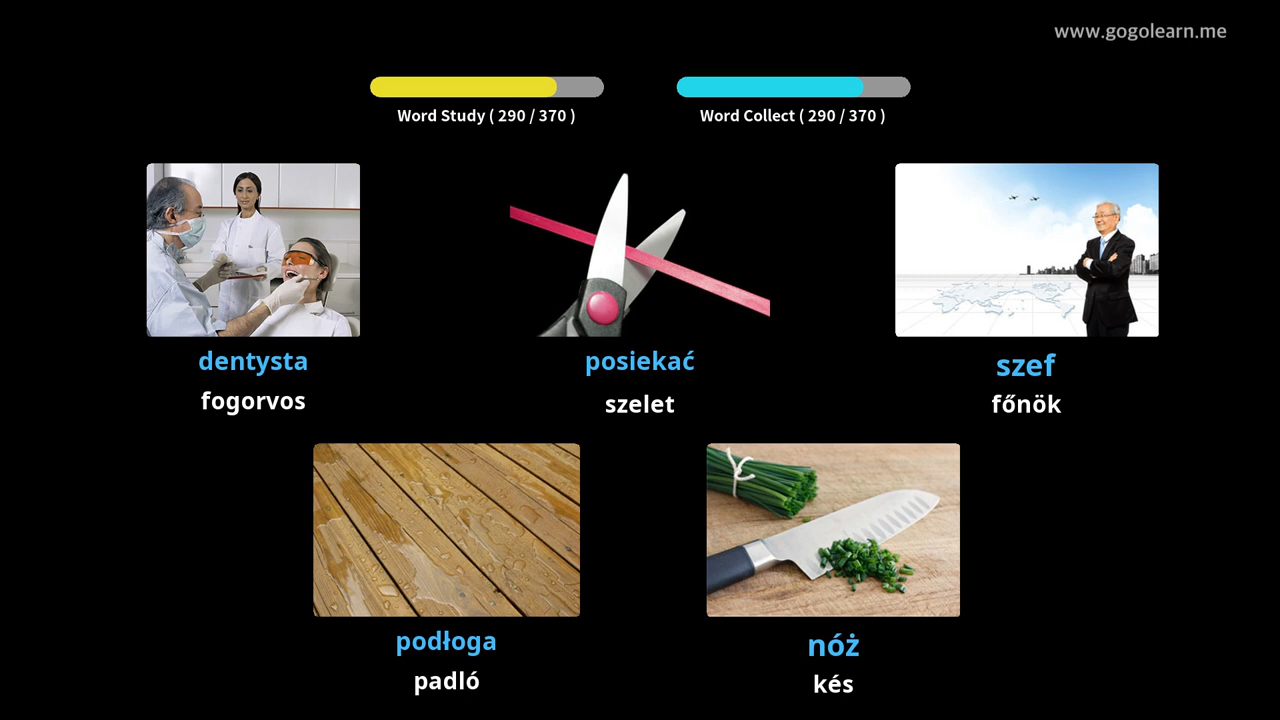 www.gogolearn.me
Word Study ( 290 / 370 )
Word Collect ( 290 / 370 )
dentysta
fogorvos
posiekać
szelet
szef
főnök
podłoga
padló
nóż
kés